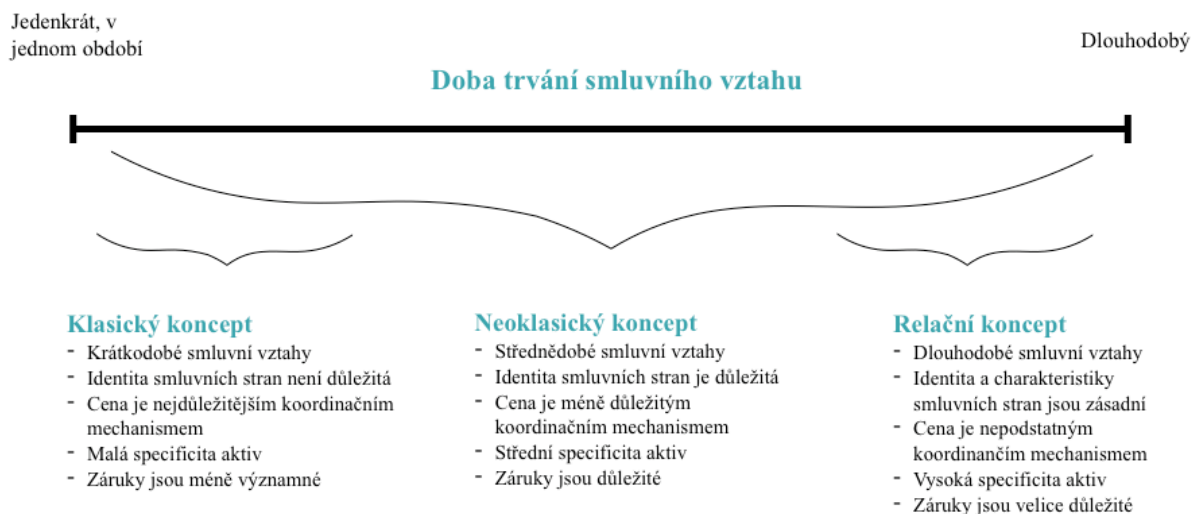 Jedenkrát, v
jednom období
Dlouhodobý
Doba trvání smluvního vztahu
Klasický koncept
- Krátkodobé smluvní vztahy
- Identita smluvních stran není důležitá
- Cena je nejdůležitějším koordinačním
mechanismem
- Malá specificita aktiv
- Záruky jsou méně významné
Neoklasický koncept
- Střednědobé smluvní vztahy
- Identita smluvních stran je důležitá
- Cena je méně důležitým
koordinačním mechanismem
- Střední specificita aktiv
- Záruky jsou důležité
Relační koncept
- Dlouhodobé smluvní vztahy
- Identita a charakteristiky
smluvních stran jsou zásadní
- Cena je nepodstatným
koordinančím mechanismem
- Vysoká specificita aktiv
- Záruky jsou velice důležité